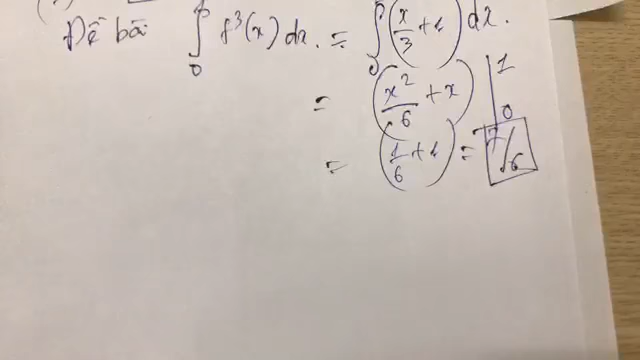 Đề bài ∫₀¹ f³(x) dx. = ∫₀¹ (x/3 + 1) dx.
= (x²/6 + x) |₀¹
= (1/6 + 1) = 7/6